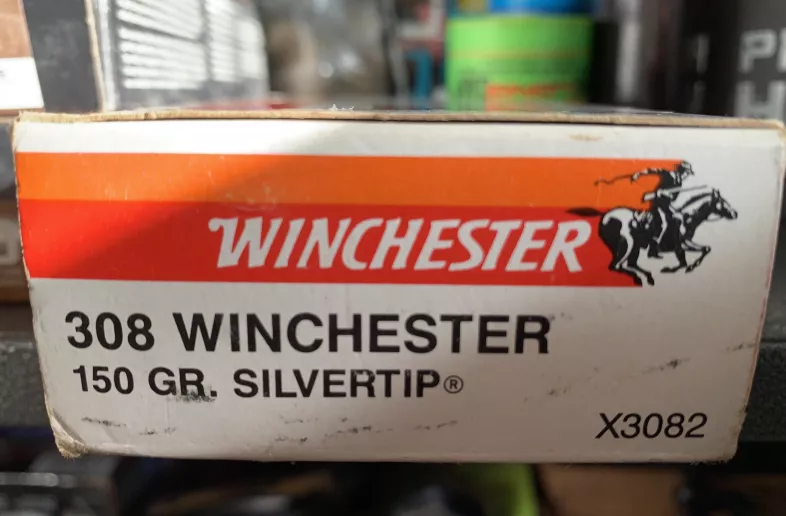 WINCHESTER
308 WINCHESTER
150 GR. SILVERTIP®
X3082